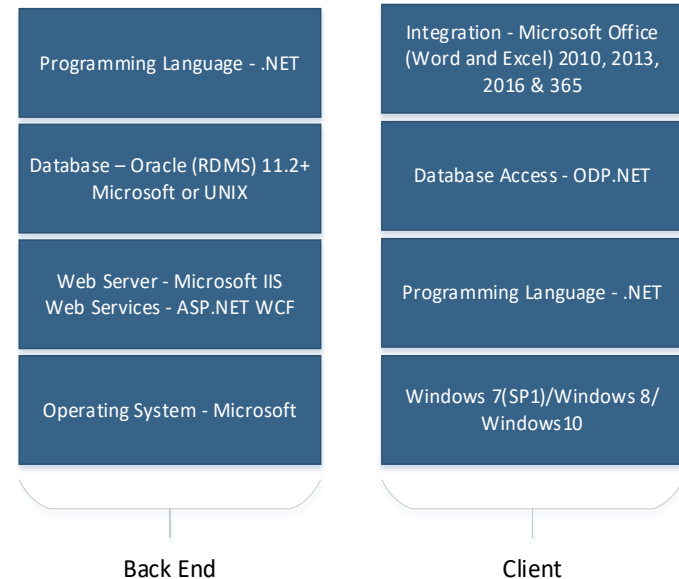 Programming Language - .NET
Database – Oracle (RDMS) 11.2+
Microsoft or UNIX
Web Server - Microsoft IIS
Web Services - ASP.NET WCF
Operating System - Microsoft
Back End
Integration - Microsoft Office
(Word and Excel) 2010, 2013,
2016 & 365
Database Access - ODP.NET
Programming Language - .NET
Windows 7(SP1)/Windows 8/
Windows10
Client